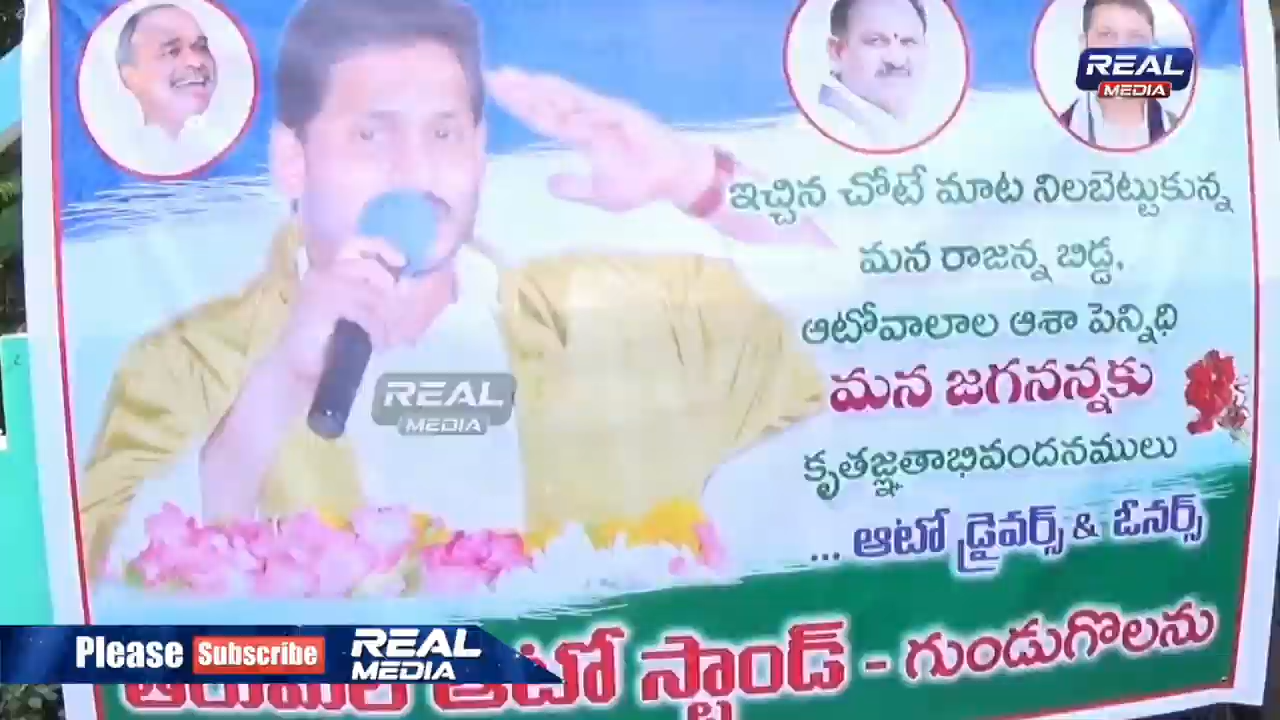 REAL
MEDIA
ఇచ్చిన చోటే మాట నిలబెట్టుకున్న
మన రాజన్న బిడ్డ,
ఆటోవాలాల ఆశా పెన్నిధి
మన జగనన్నకు
కృతజ్ఞతాభివందనములు
... ఆటో డ్రైవర్స్ & ఓనర్స్
REAL
MEDIA
ఆటో స్టాండ్ - గుండుగొలను
Please Subscribe REAL
MEDIA